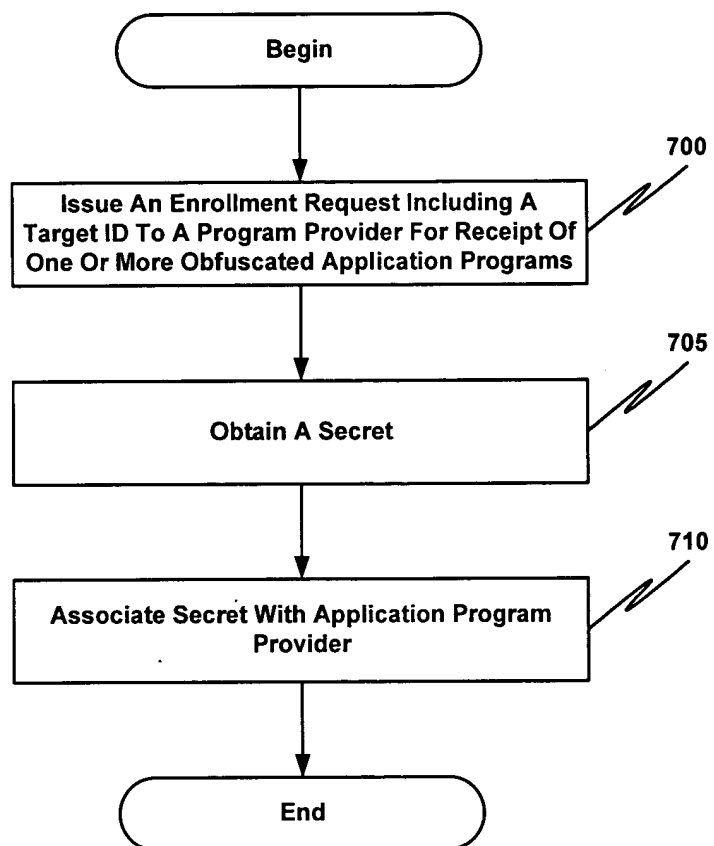 Begin
700
Issue An Enrollment Request Including A
Target ID To A Program Provider For Receipt Of
One Or More Obfuscated Application Programs
705
Obtain A Secret
710
Associate Secret With Application Program
Provider
End